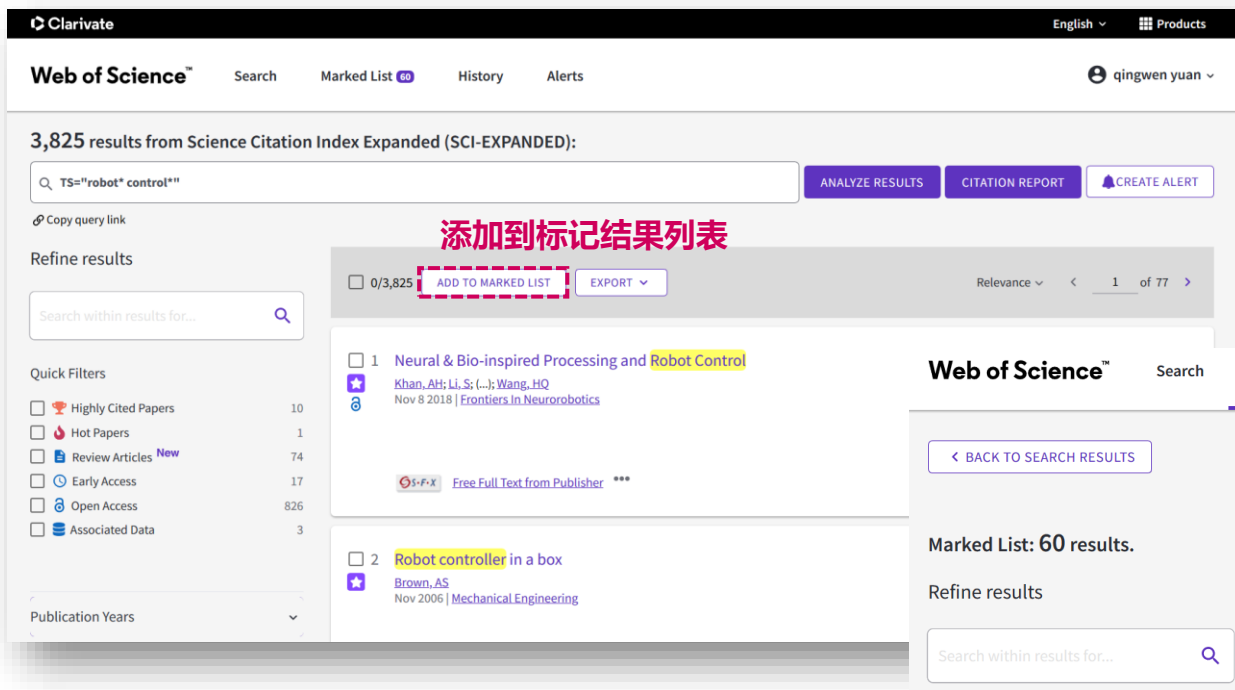 Clarivate
English
Products
Web of Science™
Search
Marked List 60
History
Alerts
qingwen yuan
3,825 results from Science Citation Index Expanded (SCI-EXPANDED):
TS="robot* control*"
ANALYZE RESULTS
CITATION REPORT
CREATE ALERT
Copy query link
添加到标记结果列表
Refine results
0/3,825
ADD TO MARKED LIST
EXPORT
Relevance
1 of 77
Search within results for...
Quick Filters
Highly Cited Papers 10
Hot Papers 1
Review Articles New 74
Early Access 17
Open Access 826
Associated Data 3
Publication Years
1 Neural & Bio-inspired Processing and Robot Control
Khan, AH; Li, S; (...); Wang, HQ
Nov 8 2018 | Frontiers In Neurorobotics
S·F·X Free Full Text from Publisher
2 Robot controller in a box
Brown, AS
Nov 2006 | Mechanical Engineering
Web of Science™
Search
BACK TO SEARCH RESULTS
Marked List: 60 results.
Refine results
Search within results for...